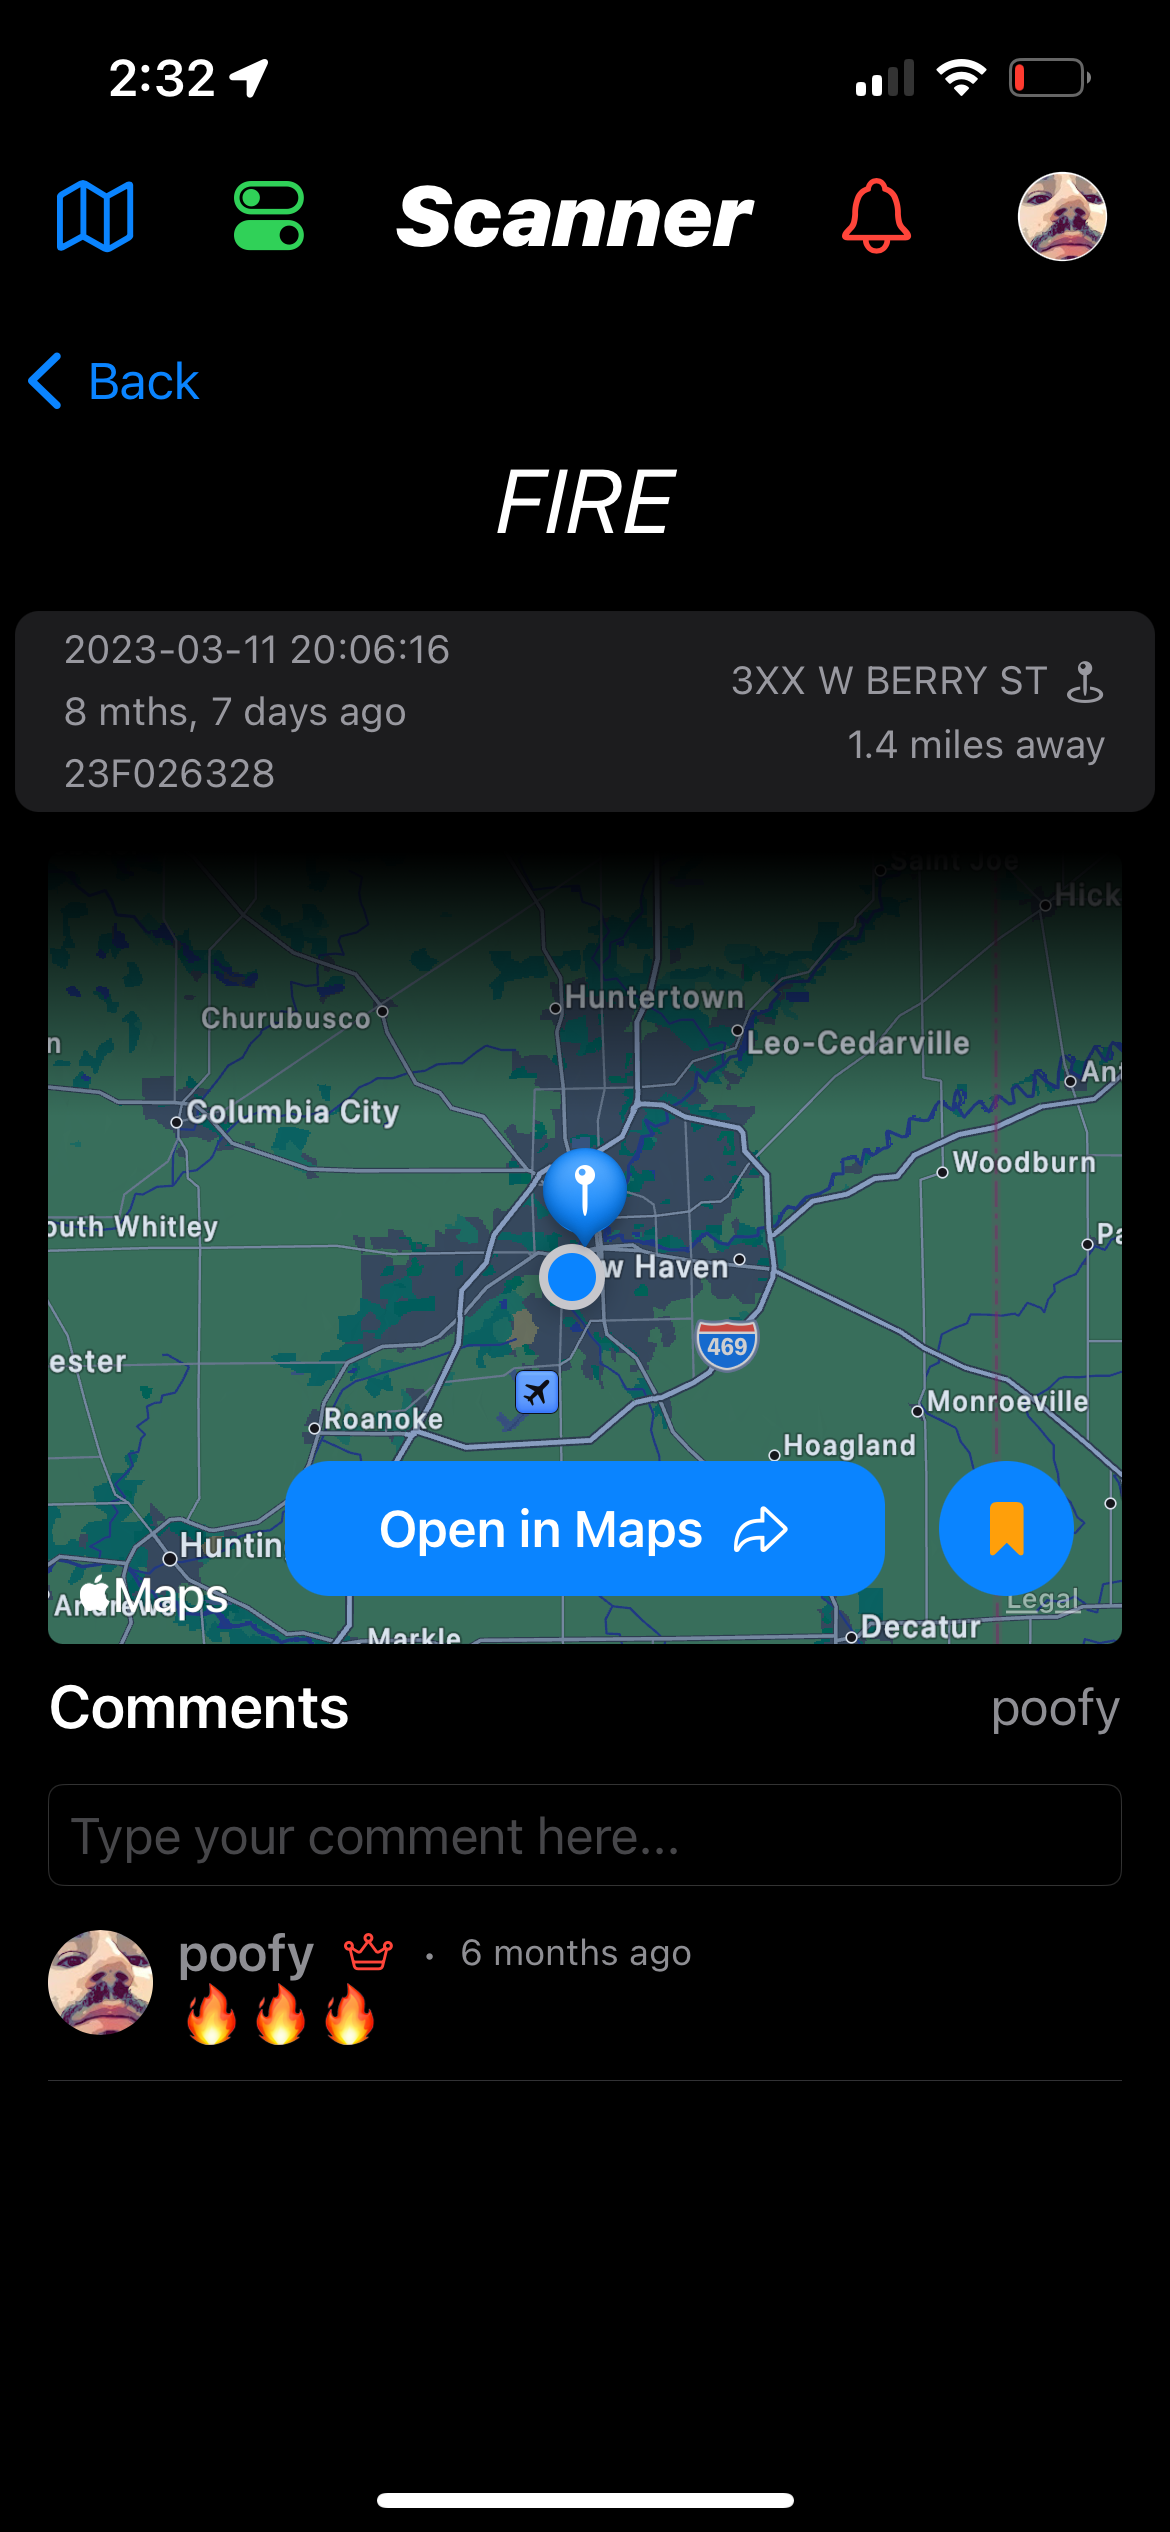 2:32
Scanner
Back
FIRE
2023-03-11 20:06:16
8 mths, 7 days ago
23F026328
3XX W BERRY ST
1.4 miles away
Saint Joe
Hick
Huntertown
Churubusco
n
Leo-Cedarville
Ant
Columbia City
Woodburn
outh Whitley
Pa
w Haven
469
ester
Roanoke
Monroeville
Hoagland
Open in Maps
Huntin
Maps
Andrews
Legal
Markle
Decatur
Comments
poofy
Type your comment here...
poofy · 6 months ago
🔥🔥🔥